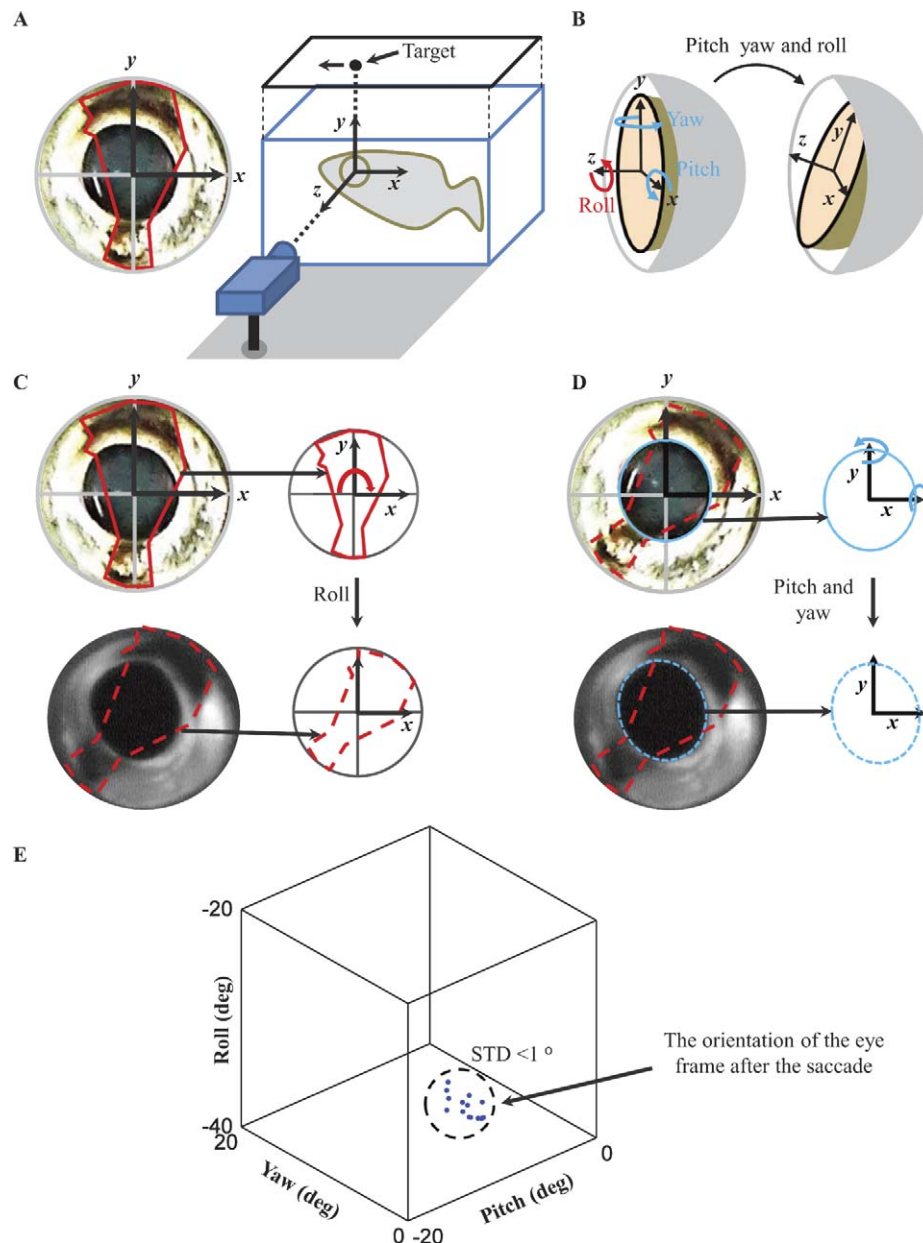 A
y
x
Target
y
x
z
B
Pitch yaw and roll
y
Yaw
z
Pitch
Roll
x
y
z
x
C
y
x
y
Roll
x
D
y
x
y
x
Pitch and
yaw
y
x
E
-20
Roll (deg)
-40
20
Yaw (deg)
0
-20
Pitch (deg)
0
STD <1 °
The orientation of the eye
frame after the saccade